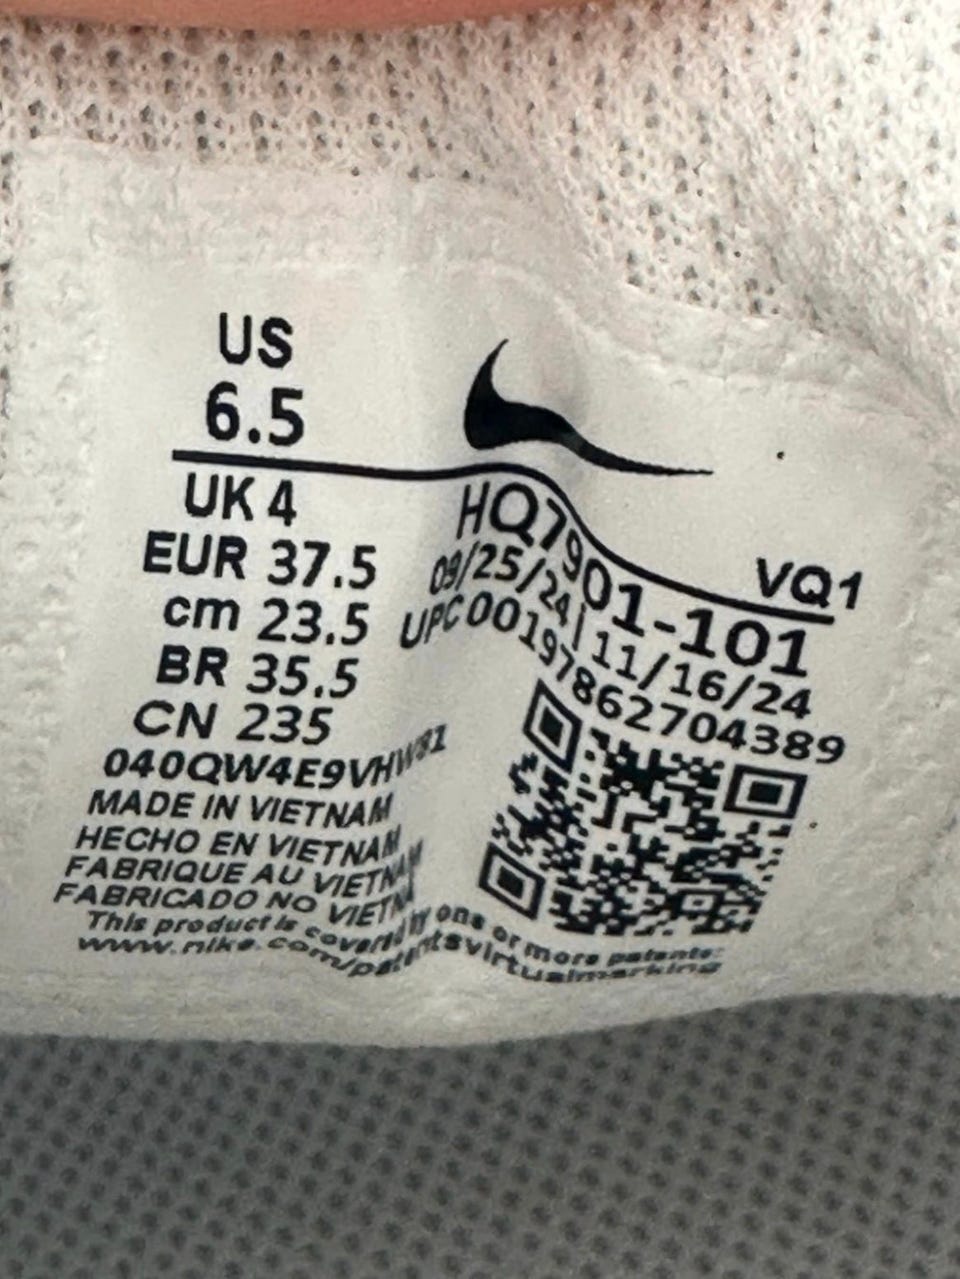 US
6.5
UK 4
EUR 37.5
cm 23.5
BR 35.5
CN 235
040QW4E9VHW81
MADE IN VIETNAM
HECHO EN VIETNAM
FABRIQUE AU VIETNAM
FABRICADO NO VIETNA
This product is covered by one or more patents:
www.nike.com/patentsvirtualmarking
VQ1
HQ7901-101
09/25/24|11/16/24
UPC 00197862704389